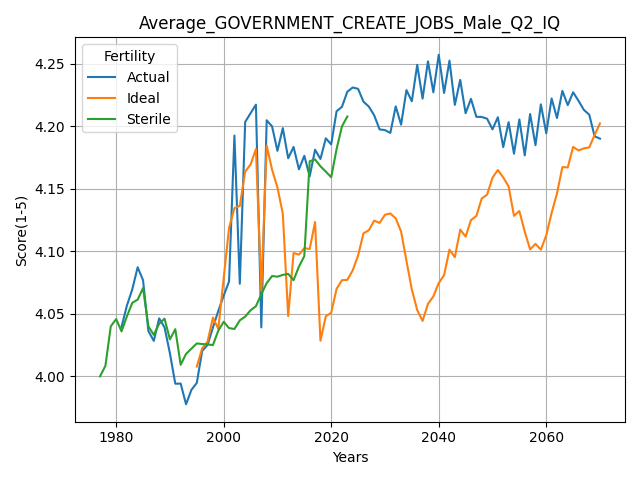 Average_GOVERNMENT_CREATE_JOBS_Male_Q2_IQ
Fertility
Actual
Ideal
Sterile
Score(1-5)
4.25
4.20
4.15
4.10
4.05
4.00
1980 2000 2020 2040 2060
Years